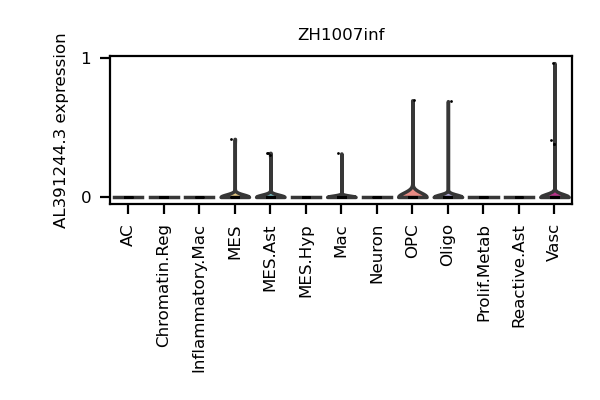 ZH1007inf
AL391244.3 expression
1
0
AC
Chromatin.Reg
Inflammatory.Mac
MES
MES.Ast
MES.Hyp
Mac
Neuron
OPC
Oligo
Prolif.Metab
Reactive.Ast
Vasc